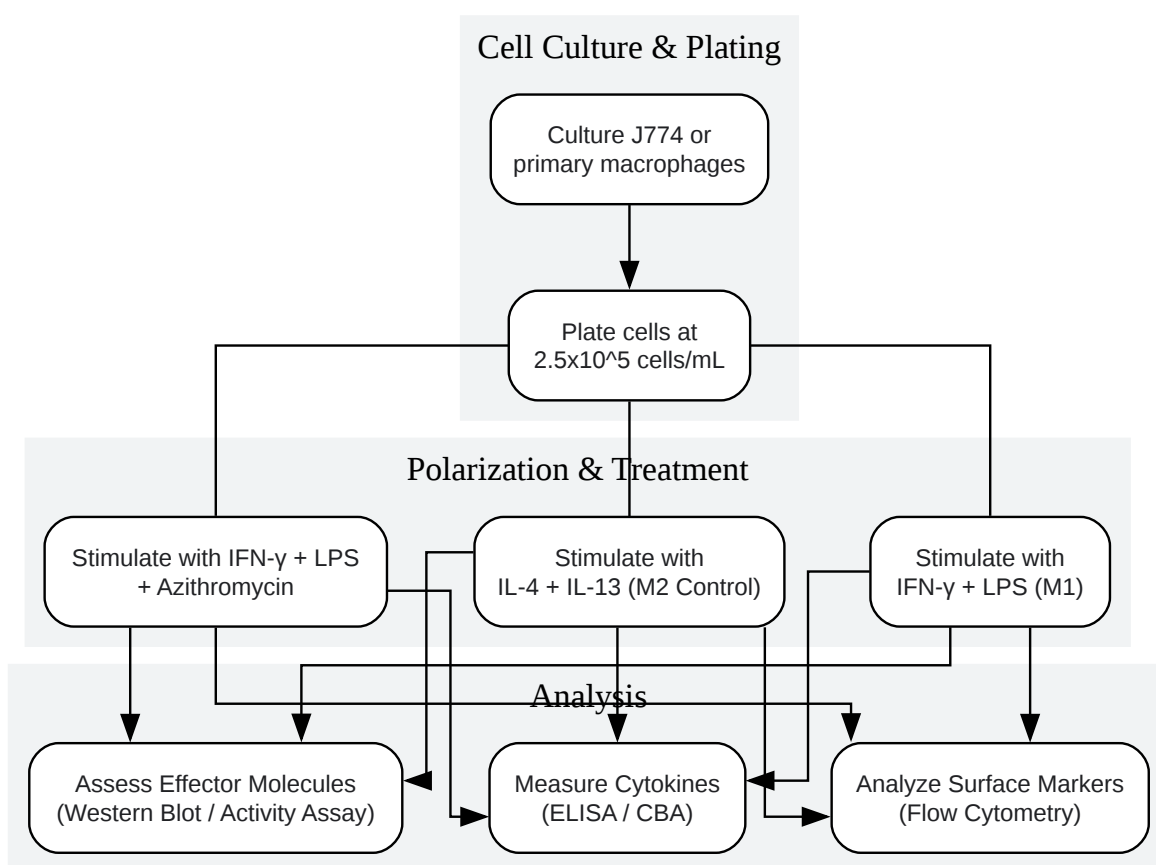 Cell Culture & Plating
Culture J774 or
primary macrophages
Plate cells at
2.5x10^5 cells/mL
Polarization & Treatment
Stimulate with IFN-γ + LPS
+ Azithromycin
Stimulate with
IL-4 + IL-13 (M2 Control)
Stimulate with
IFN-γ + LPS (M1)
Analysis
Assess Effector Molecules
(Western Blot / Activity Assay)
Measure Cytokines
(ELISA / CBA)
Analyze Surface Markers
(Flow Cytometry)